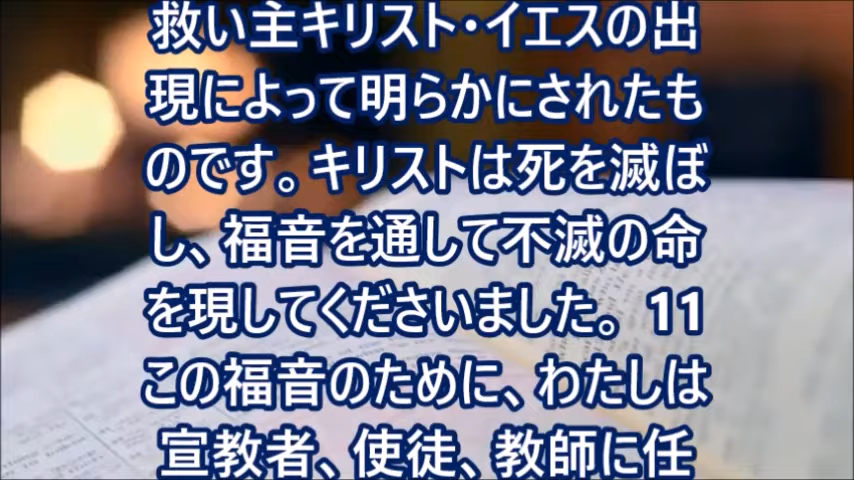 救い主キリスト・イエスの出
現によって明らかにされたも
のです。キリストは死を滅ぼ
し、福音を通して不滅の命
を現してくださいました。 11
この福音のために、わたしは
宣教者、使徒、教師に任